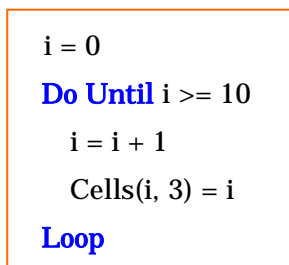 i = 0
Do Until i >= 10
i = i + 1
Cells(i, 3) = i
Loop